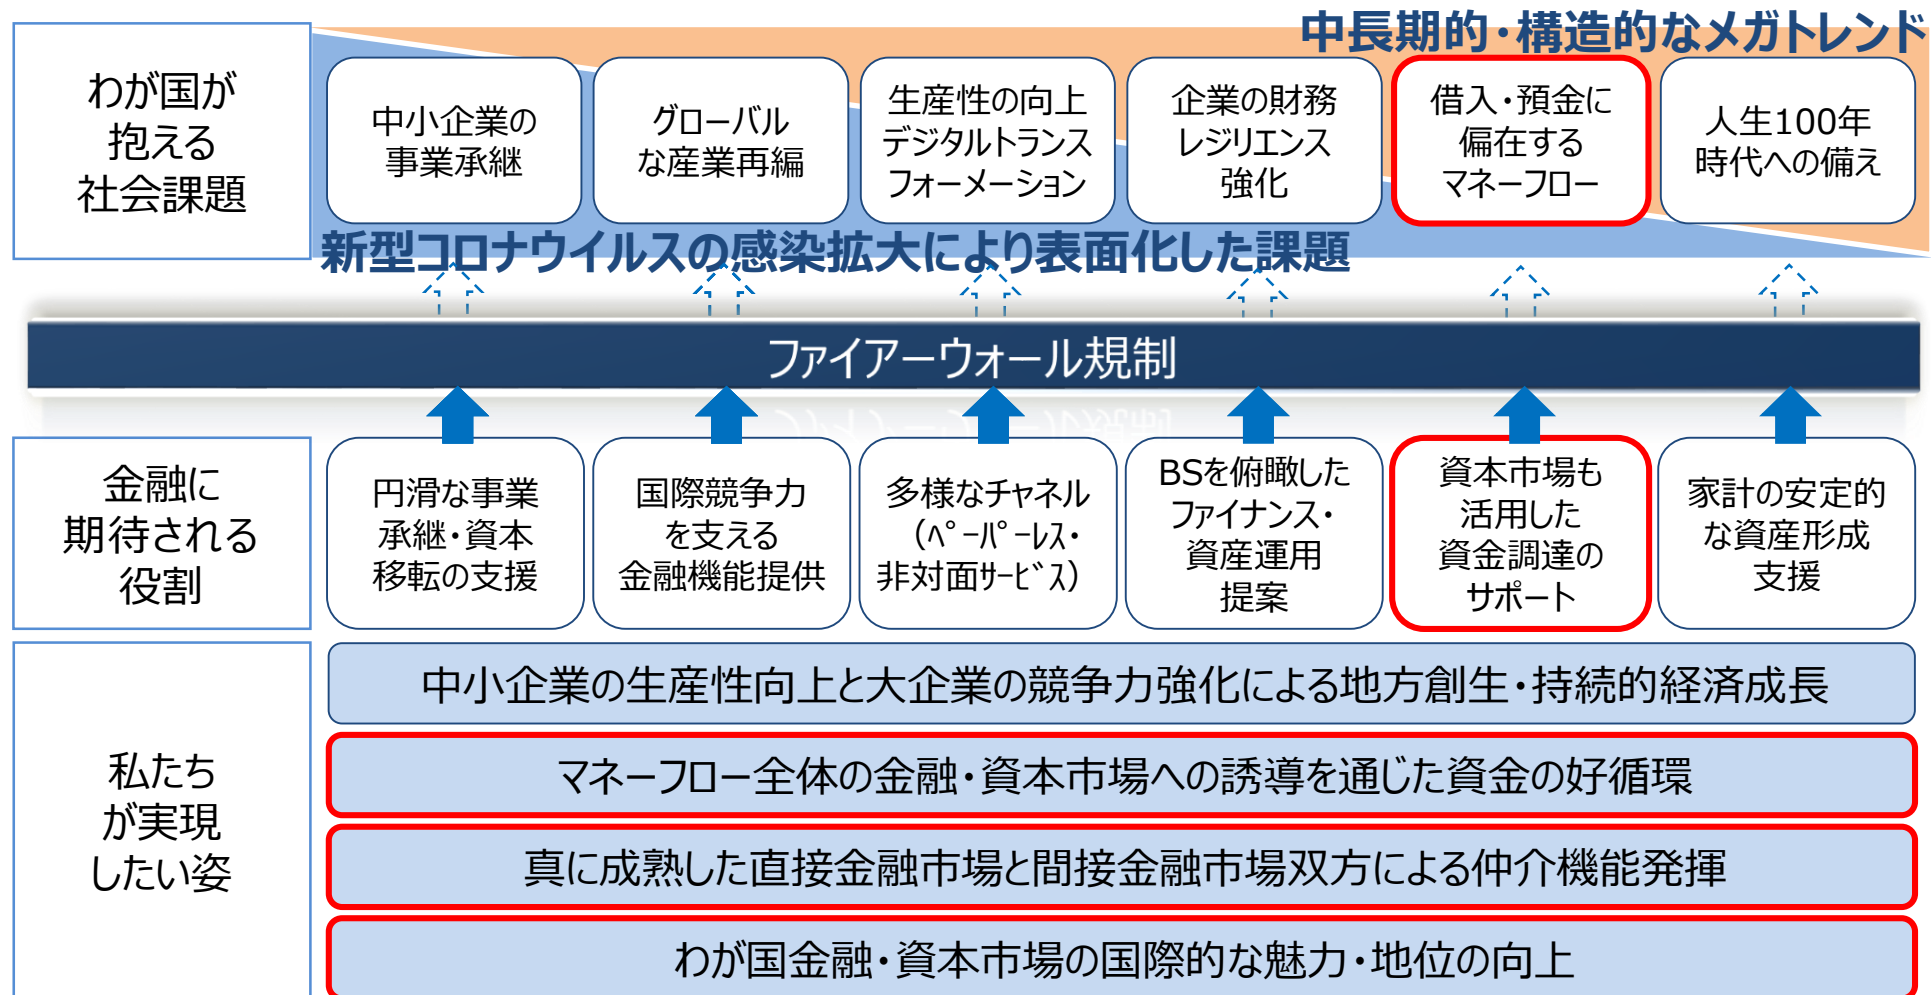 中長期的・構造的なメガトレンド
わが国が
抱える
社会課題
中小企業の
事業承継
グローバル
な産業再編
生産性の向上
デジタルトランス
フォーメーション
企業の財務
レジリエンス
強化
借入・預金に
偏在する
マネーフロー
人生100年
時代への備え
新型コロナウイルスの感染拡大により表面化した課題
ファイアーウォール規制
金融に
期待される
役割
円滑な事業
承継・資本
移転の支援
国際競争力
を支える
金融機能提供
多様なチャネル
（ﾍﾟｰﾊﾟｰﾚｽ・
非対面ｻｰﾋﾞｽ）
BSを俯瞰した
ファイナンス・
資産運用
提案
資本市場も
活用した
資金調達の
サポート
家計の安定的
な資産形成
支援
私たち
が実現
したい姿
中小企業の生産性向上と大企業の競争力強化による地方創生・持続的経済成長
マネーフロー全体の金融・資本市場への誘導を通じた資金の好循環
真に成熟した直接金融市場と間接金融市場双方による仲介機能発揮
わが国金融・資本市場の国際的な魅力・地位の向上